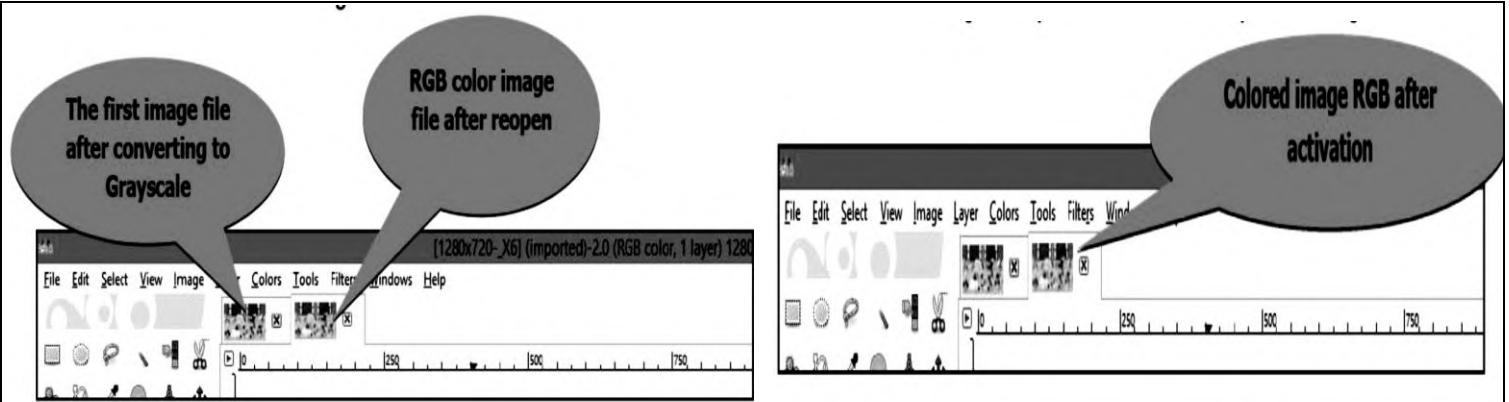 The first image file
after converting to
Grayscale
RGB color image
file after reopen
[1280x720-_X6] (imported)-2.0 (RGB color, 1 layer) 1280
File Edit Select View Image Colors Tools Filters Windows Help
0 250 500 750
Colored image RGB after
activation
File Edit Select View Image Layer Colors Tools Filters
0 250 500 750